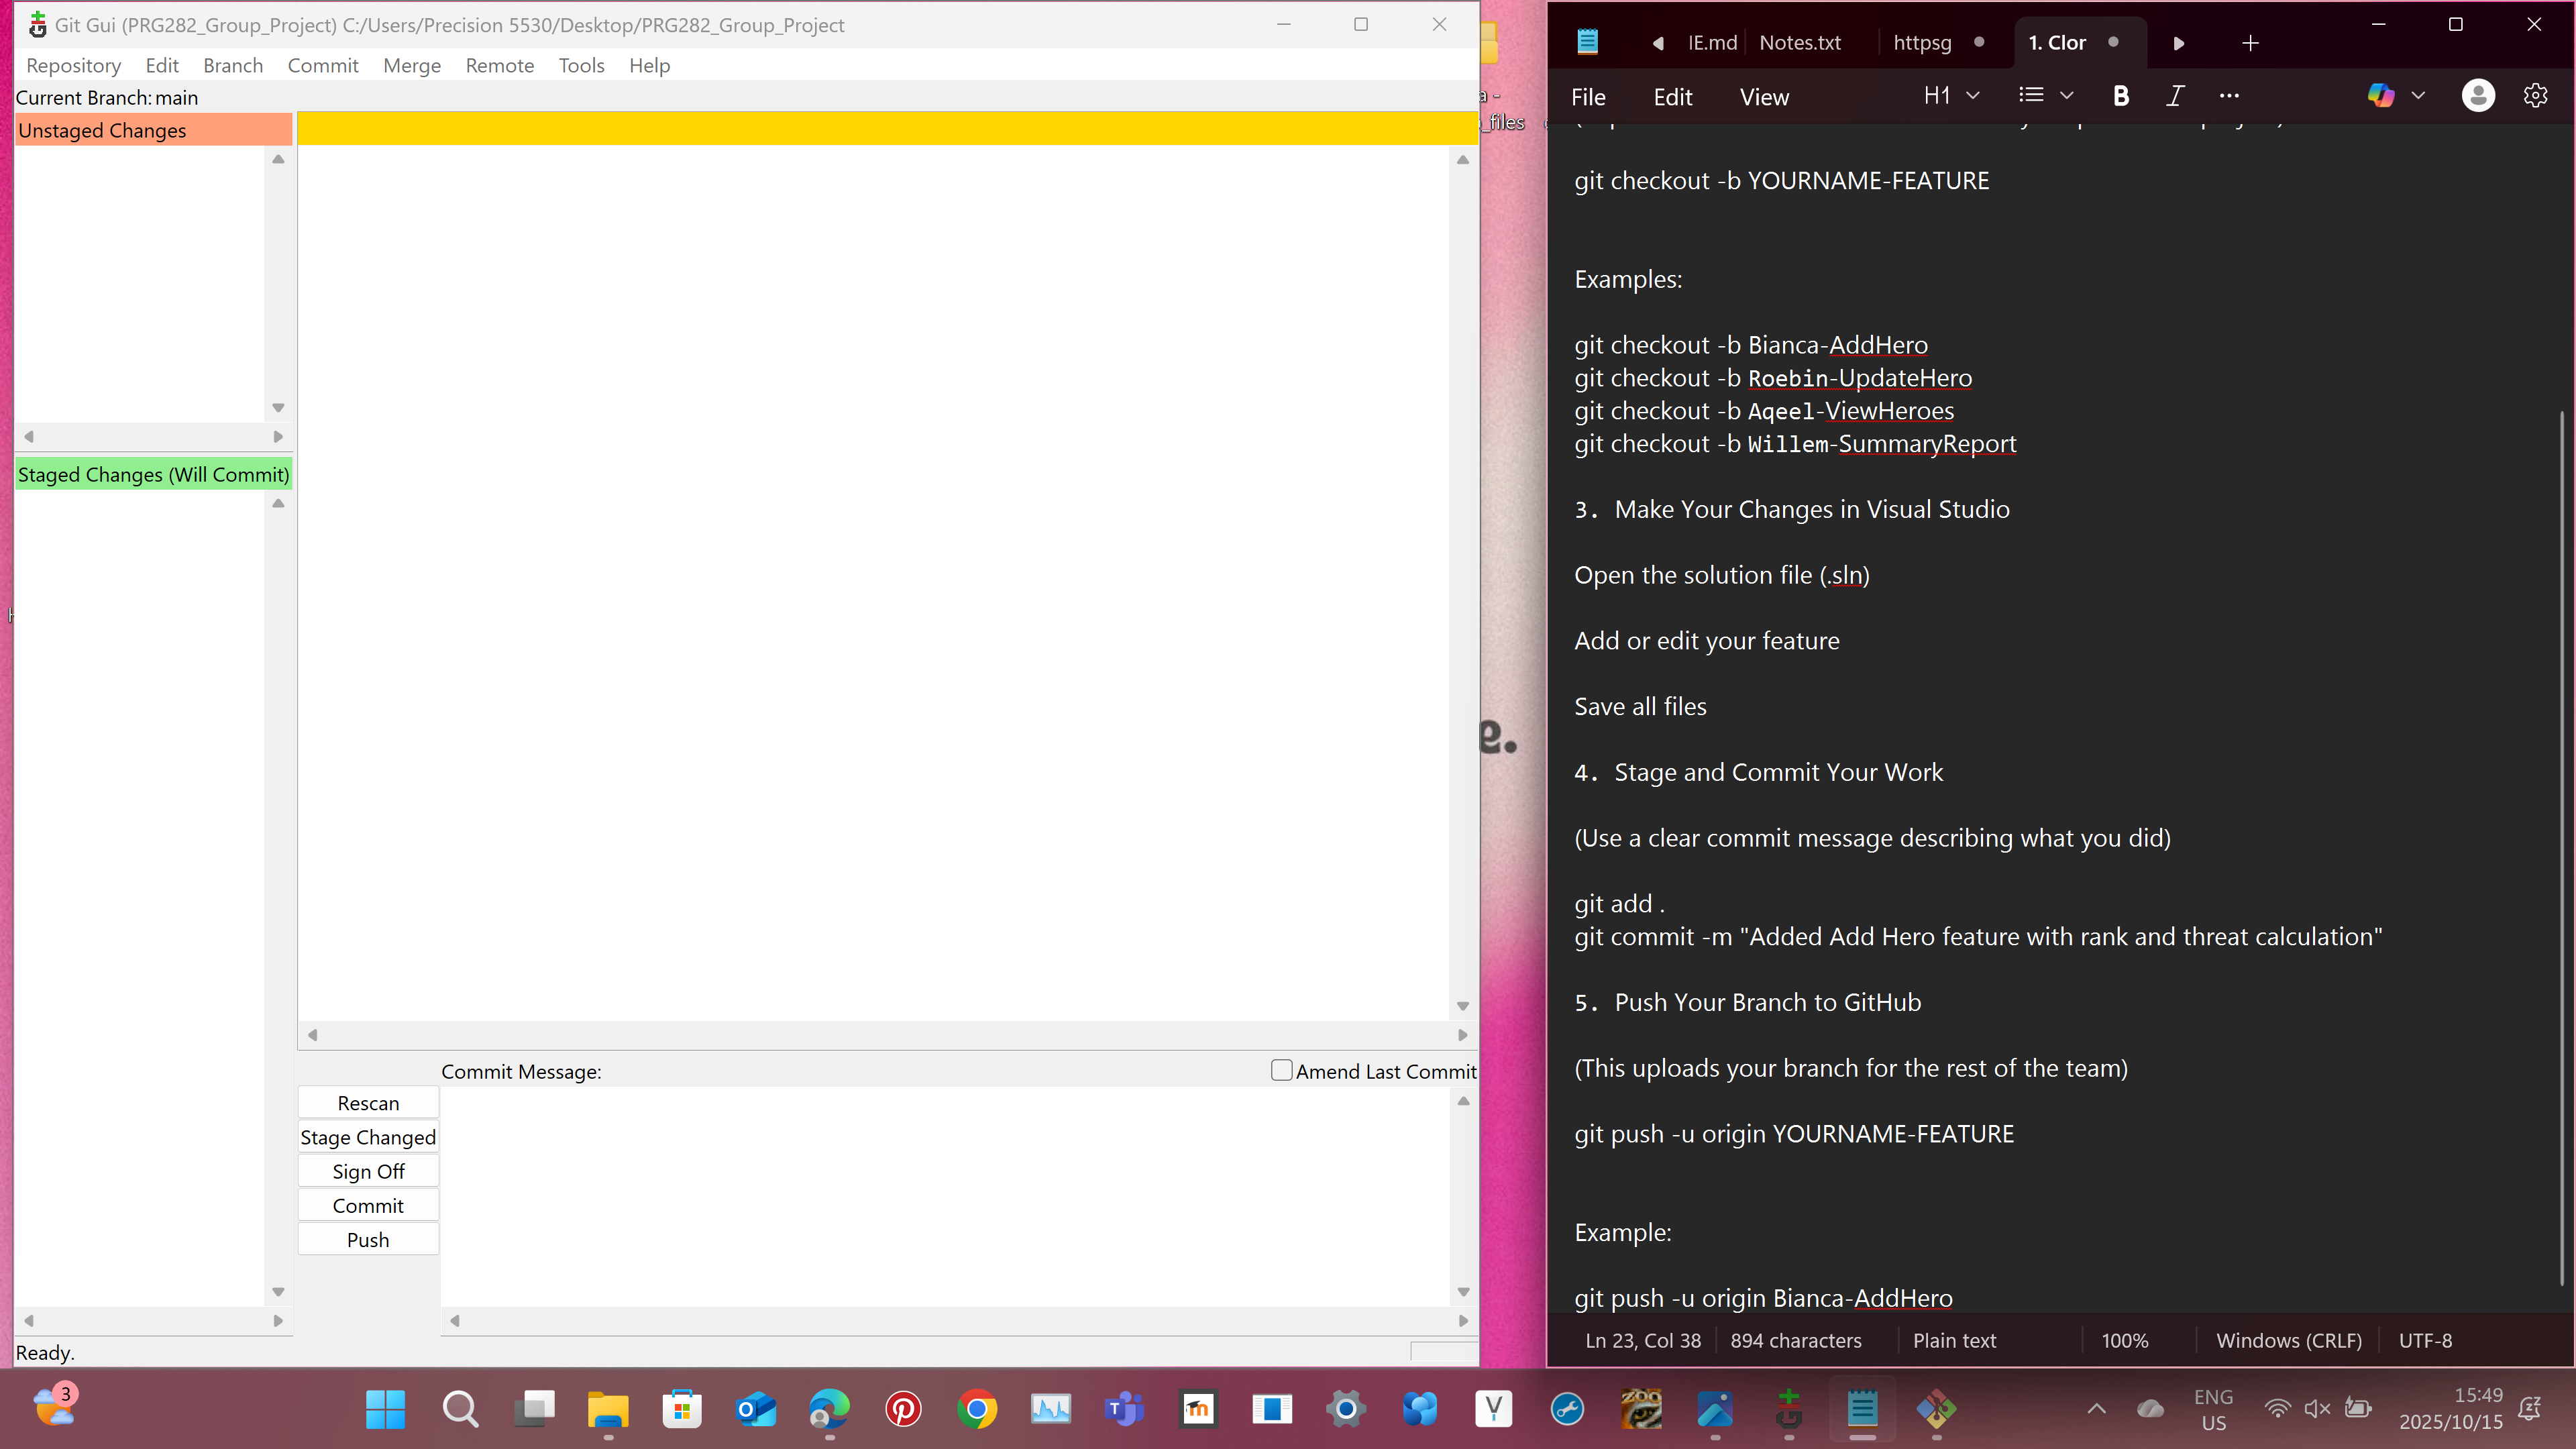 Git Gui (PRG282_Group_Project) C:/Users/Precision 5530/Desktop/PRG282_Group_Project
Repository Edit Branch Commit Merge Remote Tools Help
Current Branch: main
Unstaged Changes
Staged Changes (Will Commit)
Commit Message:
Amend Last Commit
Rescan
Stage Changed
Sign Off
Commit
Push
Ready.
_files
e.
IE.md Notes.txt httpsg 1. Clor
File Edit View H1 B I
git checkout -b YOURNAME-FEATURE
Examples:
git checkout -b Bianca-AddHero
git checkout -b Roebin-UpdateHero
git checkout -b Aqeel-ViewHeroes
git checkout -b Willem-SummaryReport
3. Make Your Changes in Visual Studio
Open the solution file (.sln)
Add or edit your feature
Save all files
4. Stage and Commit Your Work
(Use a clear commit message describing what you did)
git add .
git commit -m "Added Add Hero feature with rank and threat calculation"
5. Push Your Branch to GitHub
(This uploads your branch for the rest of the team)
git push -u origin YOURNAME-FEATURE
Example:
git push -u origin Bianca-AddHero
Ln 23, Col 38 894 characters Plain text 100% Windows (CRLF) UTF-8
3
ZOO
ENG
US
15:49
2025/10/15